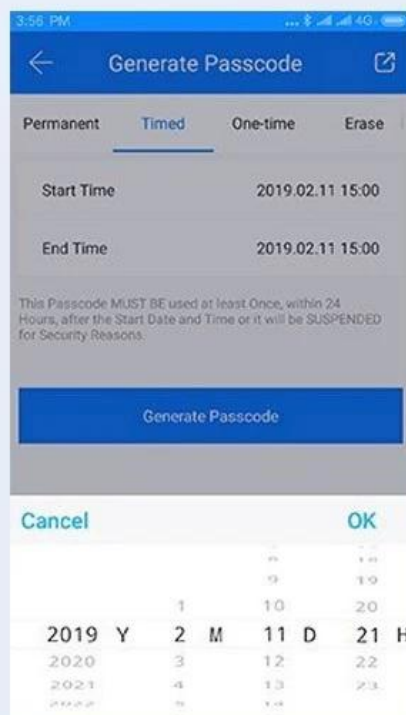 3:56 PM ... 4G
Generate Passcode
Permanent Timed One-time Erase
Start Time 2019.02.11 15:00
End Time 2019.02.11 15:00
This Passcode MUST BE used at least Once, within 24
Hours, after the Start Date and Time or it will be SUSPENDED
for Security Reasons.
Generate Passcode
Cancel OK
9 19
1 10 20
2019 Y 2 M 11 D 21 H
2020 3 12 22
2021 4 13 23
2022 5 14